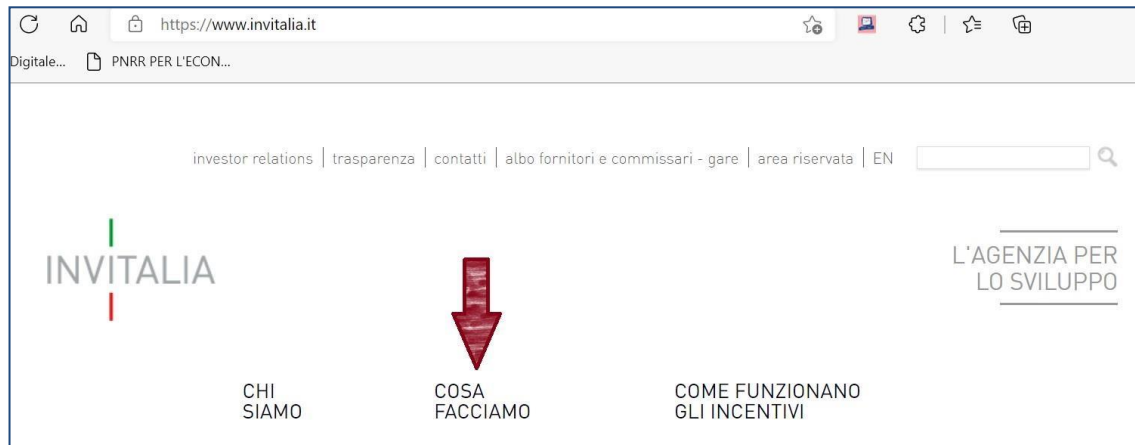 https://www.invitalia.it
Digitale... PNRR PER L'ECON...
investor relations | trasparenza | contatti | albo fornitori e commissari - gare | area riservata | EN
INVITALIA
L'AGENZIA PER
LO SVILUPPO
CHI
SIAMO
COSA
FACCIAMO
COME FUNZIONANO
GLI INCENTIVI